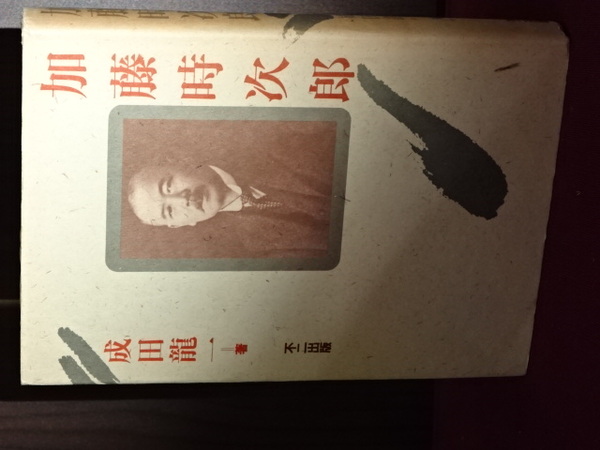 加藤時次郎
成田龍一=著
不二出版